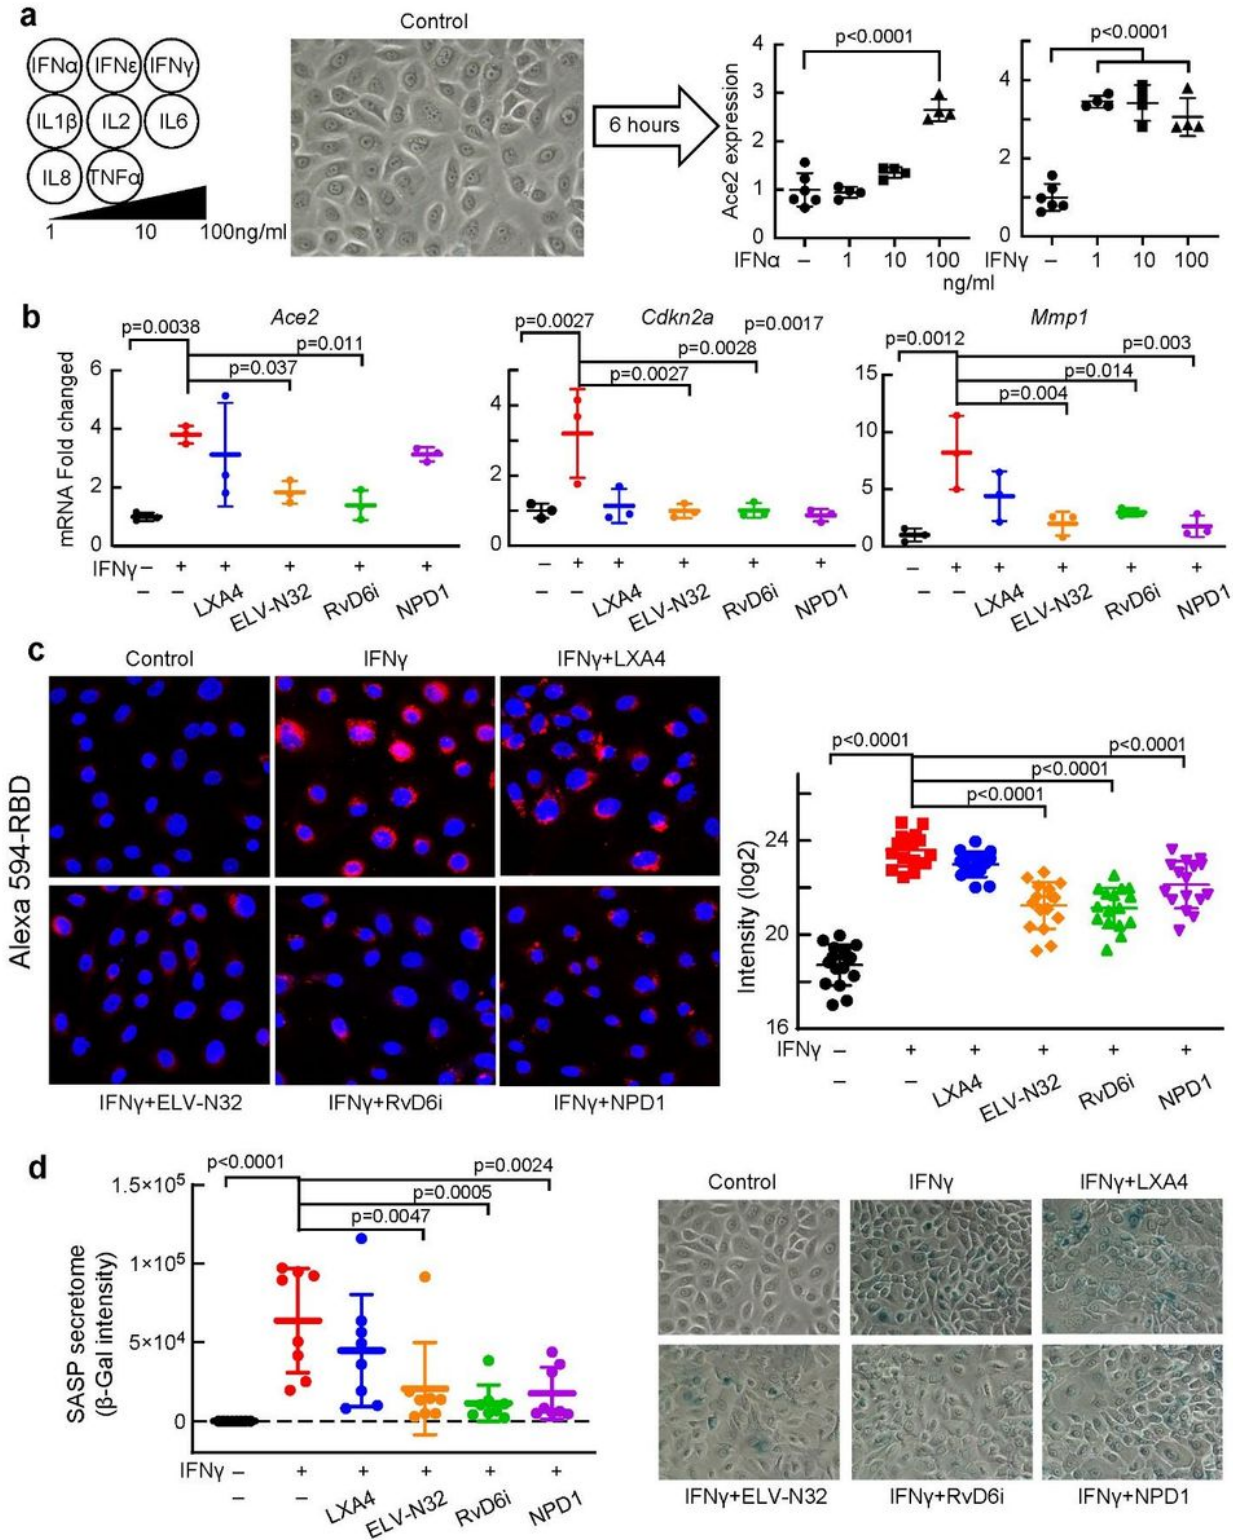 a
Control
IFNα IFNε IFNγ
IL1β IL2 IL6
IL8 TNFα
1 10 100ng/ml
6 hours
Ace2 expression
4
3
2
1
0
p<0.0001
IFNα – 1 10 100
ng/ml
4
2
0
p<0.0001
IFNγ – 1 10 100
b
Ace2
p=0.0038
p=0.011
p=0.037
mRNA Fold changed
6
4
2
0
IFNγ – + + + + +
– – LXA4 ELV-N32 RvD6i NPD1
Cdkn2a
p=0.0027
p=0.0017
p=0.0028
p=0.0027
4
2
0
– + + + + +
– – LXA4 ELV-N32 RvD6i NPD1
Mmp1
p=0.0012
p=0.003
p=0.014
p=0.004
15
10
5
0
– + + + + +
– – LXA4 ELV-N32 RvD6i NPD1
c
Control IFNγ IFNγ+LXA4
Alexa 594-RBD
IFNγ+ELV-N32 IFNγ+RvD6i IFNγ+NPD1
p<0.0001
p<0.0001
p<0.0001
p<0.0001
Intensity (log2)
24
20
16
IFNγ – + + + + +
– – LXA4 ELV-N32 RvD6i NPD1
d
p<0.0001
p=0.0024
p=0.0005
p=0.0047
SASP secretome
(β-Gal intensity)
1.5×10⁵
1×10⁵
5×10⁴
0
IFNγ – + + + + +
– – LXA4 ELV-N32 RvD6i NPD1
Control IFNγ IFNγ+LXA4
IFNγ+ELV-N32 IFNγ+RvD6i IFNγ+NPD1